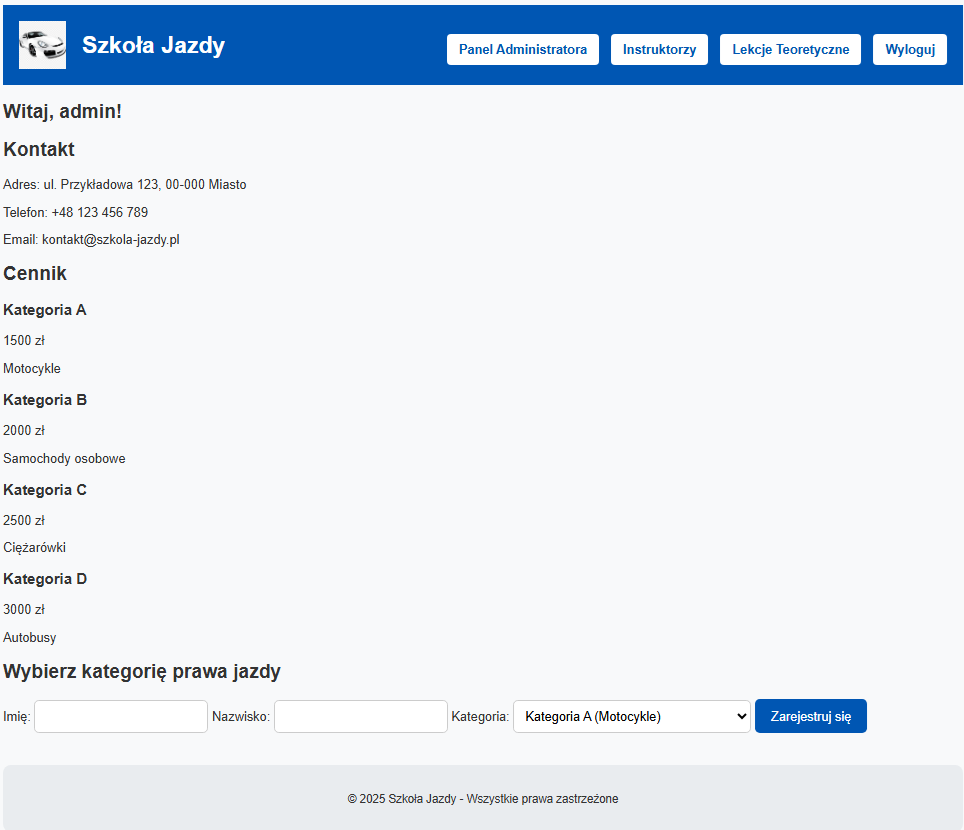 Szkoła Jazdy
Panel Administratora
Instruktorzy
Lekcje Teoretyczne
Wyloguj
Witaj, admin!
Kontakt
Adres: ul. Przykładowa 123, 00-000 Miasto
Telefon: +48 123 456 789
Email: kontakt@szkola-jazdy.pl
Cennik
Kategoria A
1500 zł
Motocykle
Kategoria B
2000 zł
Samochody osobowe
Kategoria C
2500 zł
Ciężarówki
Kategoria D
3000 zł
Autobusy
Wybierz kategorię prawa jazdy
Imię: Nazwisko: Kategoria: Kategoria A (Motocykle) Zarejestruj się
© 2025 Szkoła Jazdy - Wszystkie prawa zastrzeżone